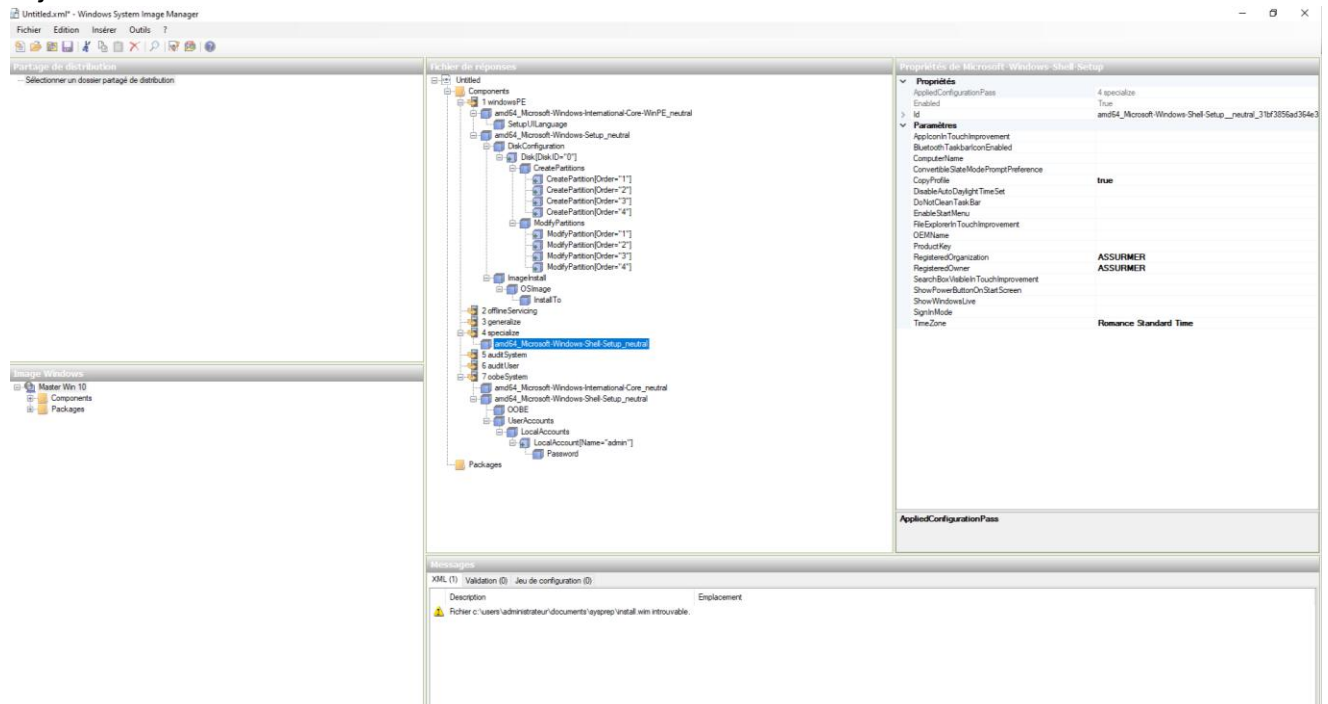 Untitled.xml* - Windows System Image Manager
Fichier Edition Insérer Outils ?
Partage de distribution
Sélectionner un dossier partagé de distribution
Image Windows
Master Win 10
Components
Packages
Fichier de réponses
Untitled
Components
1 windowsPE
amd64_Microsoft-Windows-International-Core-WinPE_neutral
SetupUILanguage
amd64_Microsoft-Windows-Setup_neutral
DiskConfiguration
Disk[DiskID="0"]
CreatePartitions
CreatePartition[Order="1"]
CreatePartition[Order="2"]
CreatePartition[Order="3"]
CreatePartition[Order="4"]
ModifyPartitions
ModifyPartition[Order="1"]
ModifyPartition[Order="2"]
ModifyPartition[Order="3"]
ModifyPartition[Order="4"]
ImageInstall
OSImage
InstallTo
2 offlineServicing
3 generalize
4 specialize
amd64_Microsoft-Windows-Shell-Setup_neutral
5 auditSystem
6 auditUser
7 oobeSystem
amd64_Microsoft-Windows-International-Core_neutral
amd64_Microsoft-Windows-Shell-Setup_neutral
OOBE
UserAccounts
LocalAccounts
LocalAccount[Name="admin"]
Password
Packages
Propriétés de Microsoft-Windows-Shell-Setup
Propriétés
AppliedConfigurationPass 4 specialize
Enabled True
Id amd64_Microsoft-Windows-Shell-Setup__neutral_31bf3856ad364e3
Paramètres
AppIconInTouchImprovement
BluetoothTaskbarIconEnabled
ComputerName
ConvertibleSlateModePromptPreference
CopyProfile true
DisableAutoDaylightTimeSet
DoNotCleanTaskBar
EnableStartMenu
FileExplorerInTouchImprovement
OEMName
ProductKey
RegisteredOrganization ASSURMER
RegisteredOwner ASSURMER
SearchBoxVisibleInTouchImprovement
ShowPowerButtonOnStartScreen
ShowWindowsLive
SignInMode
TimeZone Romance Standard Time
AppliedConfigurationPass
Messages
XML (1) Validation (0) Jeu de configuration (0)
Description Emplacement
Fichier c:\users\administrateur\documents\sysprep\install.wim introuvable.